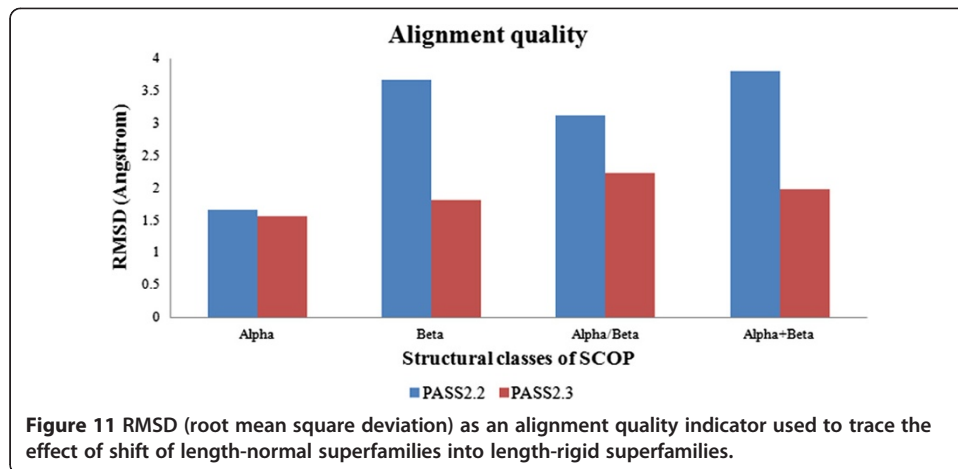 Alignment quality
4
3.5
3
2.5
2
1.5
1
0.5
0
RMSD (Angstrom)
Alpha Beta Alpha/Beta Alpha+Beta
Structural classes of SCOP
PASS2.2 PASS2.3
Figure 11 RMSD (root mean square deviation) as an alignment quality indicator used to trace the
effect of shift of length-normal superfamilies into length-rigid superfamilies.